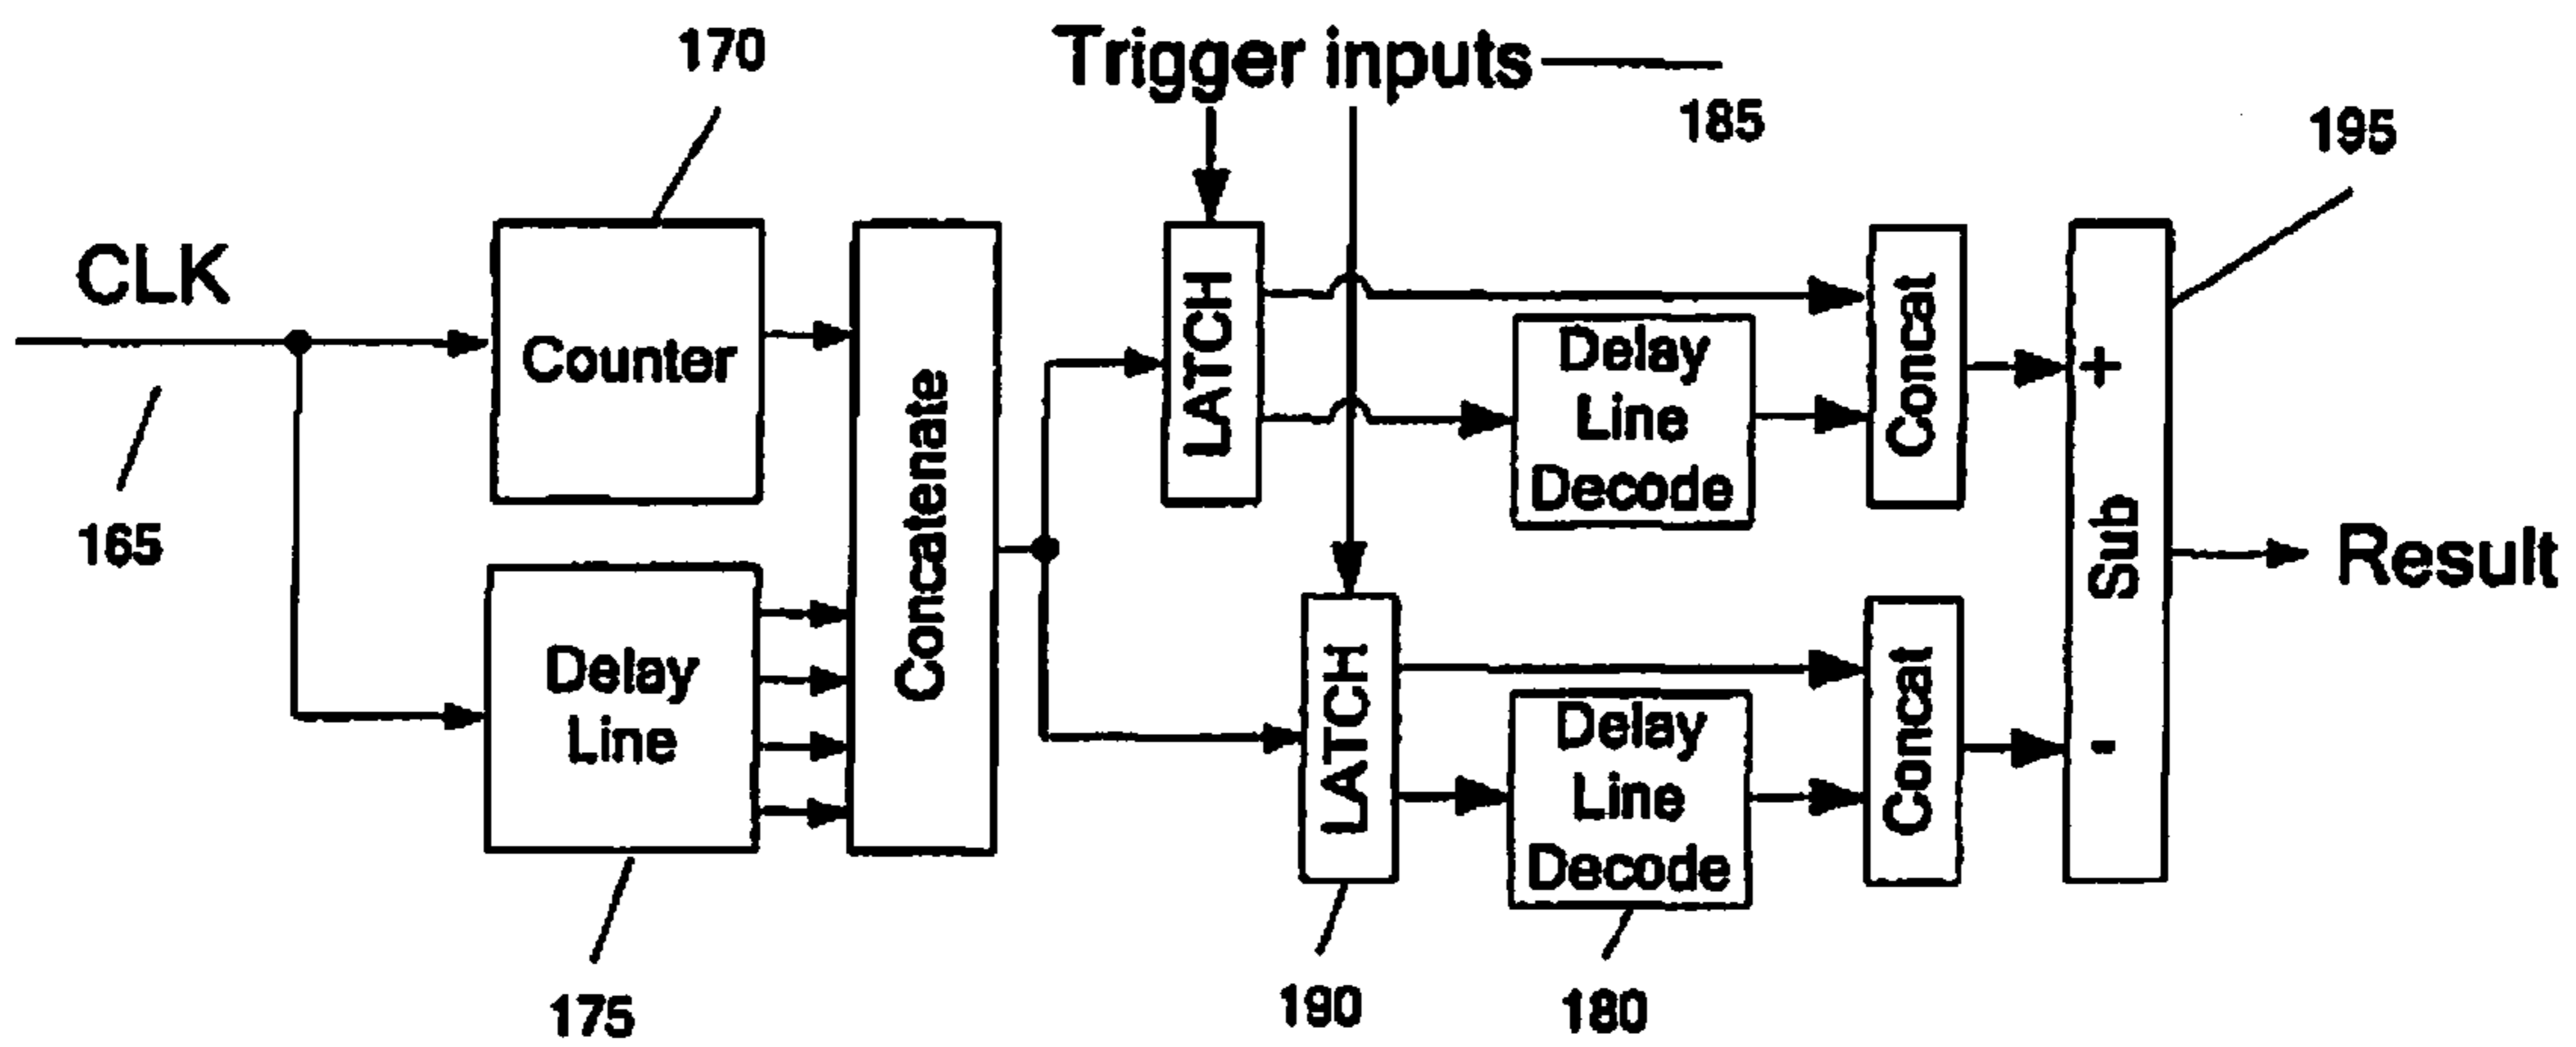 170
Trigger inputs
185
195
CLK
165
Counter
Delay
Line
175
Concatenate
LATCH
Delay
Line
Decode
Concat
+
Sub
-
Result
LATCH
190
Delay
Line
Decode
180
Concat